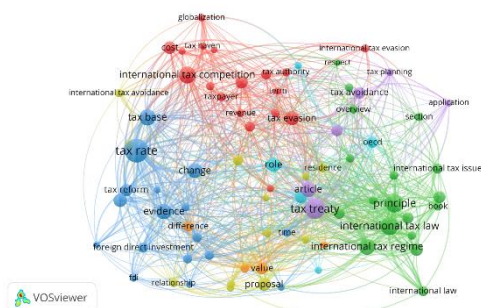 globalization
cost
tax haven
international tax evasion
respect
international tax competition
tax authority
tax planning
international tax avoidance
taxpayer
term
tax avoidance
application
revenue
overview
tax base
tax evasion
section
tax rate
oecd
change
role
residence
international tax issue
tax reform
article
principle
book
evidence
tax treaty
difference
time
international tax law
foreign direct investment
international tax regime
fdi
value
relationship
proposal
international law
VOSviewer